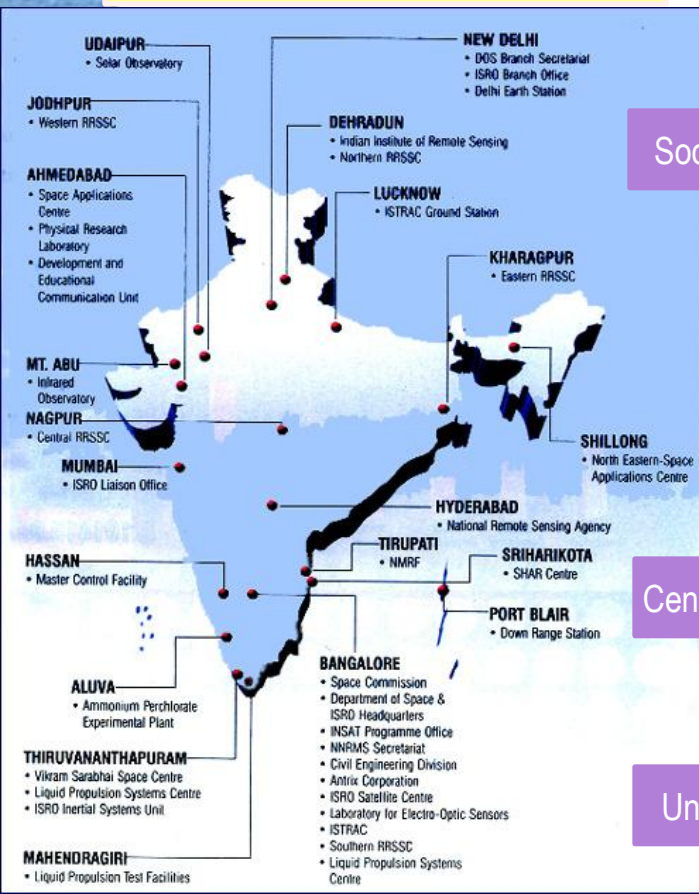 UDAIPUR
• Solar Observatory
NEW DELHI
• DOS Branch Secretariat
• ISRO Branch Office
• Delhi Earth Station
JODHPUR
• Western RRSSC
DEHRADUN
• Indian Institute of Remote Sensing
• Northern RRSSC
AHMEDABAD
• Space Applications
Centre
• Physical Research
Laboratory
• Development and
Educational
Communication Unit
LUCKNOW
• ISTRAC Ground Station
KHARAGPUR
• Eastern RRSSC
MT. ABU
• Infrared
Observatory
NAGPUR
• Central RRSSC
SHILLONG
• North Eastern-Space
Applications Centre
MUMBAI
• ISRO Liaison Office
HYDERABAD
• National Remote Sensing Agency
TIRUPATI
• NMRF
SRIHARIKOTA
• SHAR Centre
HASSAN
• Master Control Facility
PORT BLAIR
• Down Range Station
ALUVA
• Ammonium Perchlorate
Experimental Plant
BANGALORE
• Space Commission
• Department of Space &
ISRO Headquarters
• INSAT Programme Office
• NNRMS Secretariat
• Civil Engineering Division
• Antrix Corporation
• ISRO Satellite Centre
• Laboratory for Electro-Optic Sensors
• ISTRAC
• Southern RRSSC
• Liquid Propulsion Systems
Centre
THIRUVANANTHAPURAM
• Vikram Sarabhai Space Centre
• Liquid Propulsion Systems Centre
• ISRO Inertial Systems Unit
MAHENDRAGIRI
• Liquid Propulsion Test Facilities